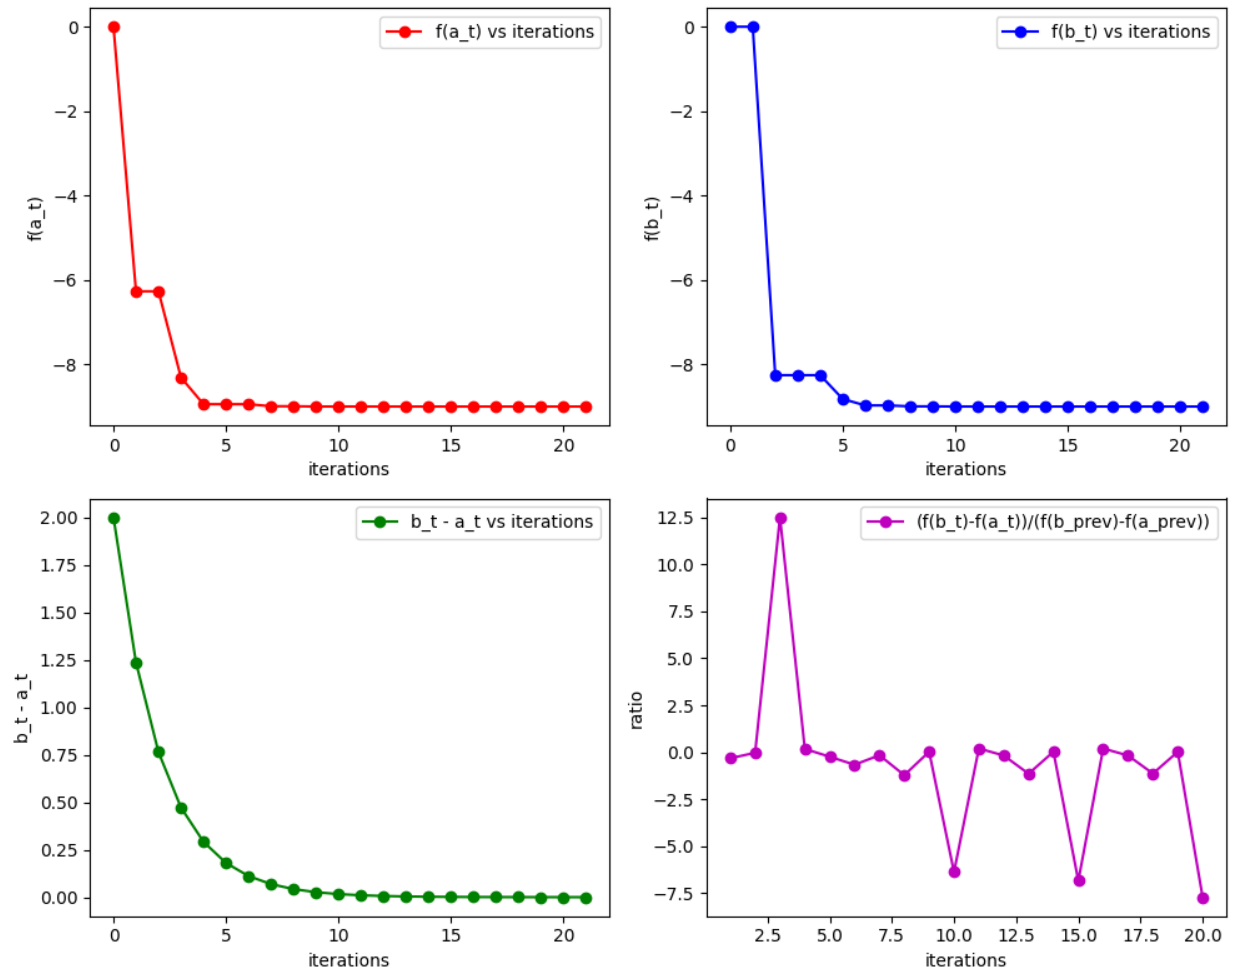 f(a_t) vs iterations
f(a_t)
0
−2
−4
−6
−8
0 5 10 15 20
iterations
f(b_t) vs iterations
f(b_t)
0
−2
−4
−6
−8
0 5 10 15 20
iterations
b_t - a_t vs iterations
b_t - a_t
2.00
1.75
1.50
1.25
1.00
0.75
0.50
0.25
0.00
0 5 10 15 20
iterations
(f(b_t)-f(a_t))/(f(b_prev)-f(a_prev))
ratio
12.5
10.0
7.5
5.0
2.5
0.0
−2.5
−5.0
−7.5
2.5 5.0 7.5 10.0 12.5 15.0 17.5 20.0
iterations